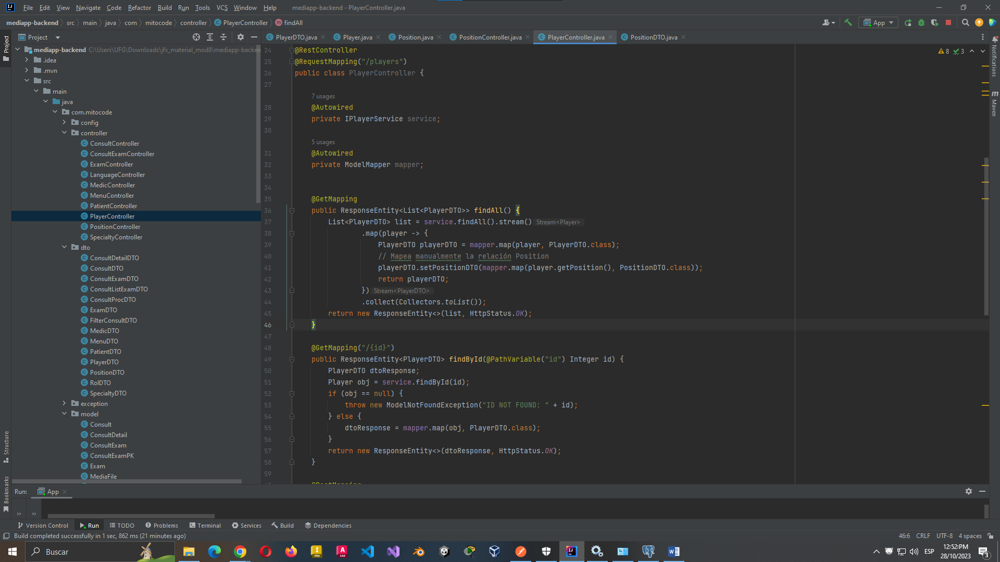 File Edit View Navigate Code Refactor Build Run Tools VCS Window Help mediapp-backend - PlayerController.java
mediapp-backend src main java com mitocode controller PlayerController findAll App
Project
PlayerDTO.java Player.java Position.java PositionController.java PlayerController.java PositionDTO.java
Project
Structure
Bookmarks
mediapp-backend C:\Users\UFG\Downloads\jfs_material_mod8\mediapp-backen
.idea
.mvn
src
main
java
com.mitocode
config
controller
ConsultController
ConsultExamController
ExamController
LanguageController
MedicController
MenuController
PatientController
PlayerController
PositionController
SpecialtyController
dto
ConsultDetailDTO
ConsultDTO
ConsultExamDTO
ConsultListExamDTO
ConsultProcDTO
ExamDTO
FilterConsultDTO
MedicDTO
MenuDTO
PatientDTO
PlayerDTO
PositionDTO
RolDTO
SpecialtyDTO
exception
model
Consult
ConsultDetail
ConsultExam
ConsultExamPK
Exam
MediaFile
24 @RestController
25 @RequestMapping("/players")
26 public class PlayerController {
27
7 usages
28 @Autowired
29 private IPlayerService service;
30
5 usages
31 @Autowired
32 private ModelMapper mapper;
33
34
35 @GetMapping
36 public ResponseEntity<List<PlayerDTO>> findAll() {
37 List<PlayerDTO> list = service.findAll().stream() Stream<Player>
38 .map(player -> {
39 PlayerDTO playerDTO = mapper.map(player, PlayerDTO.class);
40 // Mapea manualmente la relación Position
41 playerDTO.setPositionDTO(mapper.map(player.getPosition(), PositionDTO.class));
42 return playerDTO;
43 }) Stream<PlayerDTO>
44 .collect(Collectors.toList());
45 return new ResponseEntity<>(list, HttpStatus.OK);
46 }
47
48 @GetMapping("/{id}")
49 public ResponseEntity<PlayerDTO> findById(@PathVariable("id") Integer id) {
50 PlayerDTO dtoResponse;
51 Player obj = service.findById(id);
52 if (obj == null) {
53 throw new ModelNotFoundException("ID NOT FOUND: " + id);
54 } else {
55 dtoResponse = mapper.map(obj, PlayerDTO.class);
56 }
57 return new ResponseEntity<>(dtoResponse, HttpStatus.OK);
58 }
59
8 3
Notifications
Maven
Run: App
Version Control Run TODO Problems Terminal Services Build Dependencies
Build completed successfully in 1 sec, 862 ms (21 minutes ago) 46:6 CRLF UTF-8 4 spaces
Buscar ESP 12:52:PM
28/10/2023 3